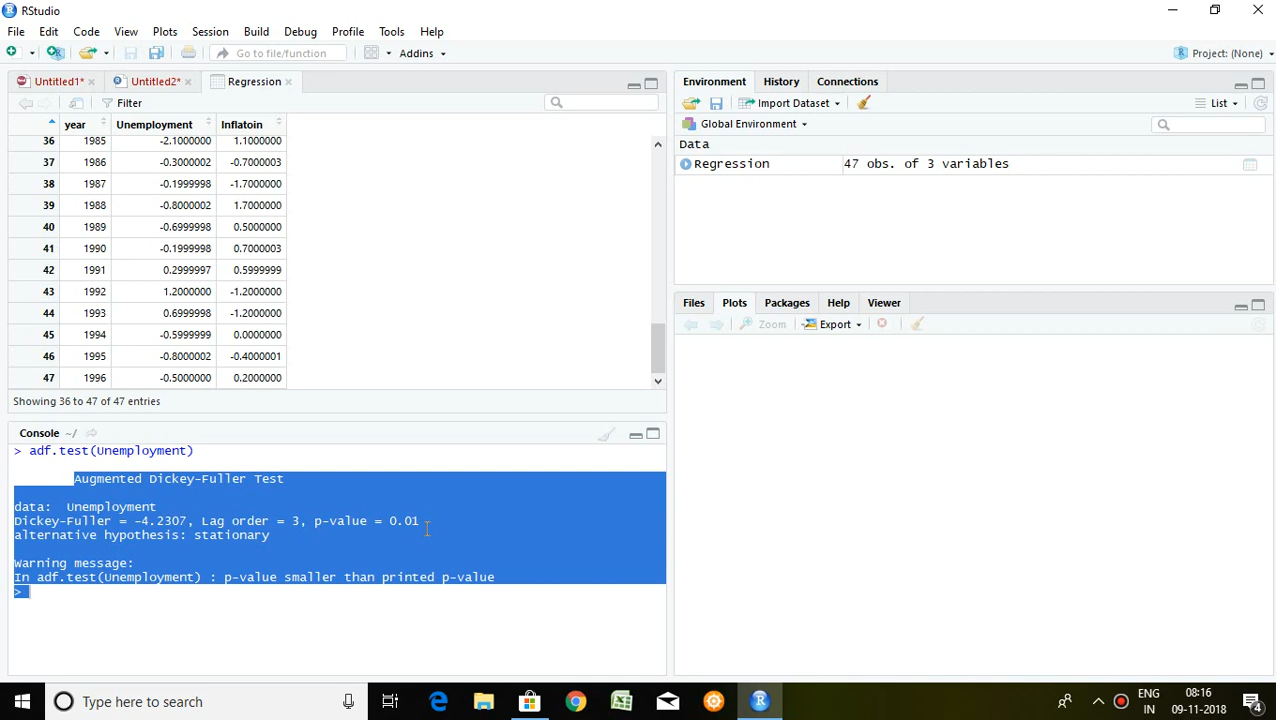 RStudio
File Edit Code View Plots Session Build Debug Profile Tools Help
Go to file/function Addins Project: (None)
Untitled1* Untitled2* Regression
Filter
year Unemployment Inflatoin
36 1985 -2.1000000 1.1000000
37 1986 -0.3000002 -0.7000003
38 1987 -0.1999998 -1.7000000
39 1988 -0.8000002 1.7000000
40 1989 -0.6999998 0.5000000
41 1990 -0.1999998 0.7000003
42 1991 0.2999997 0.5999999
43 1992 1.2000000 -1.2000000
44 1993 0.6999998 -1.2000000
45 1994 -0.5999999 0.0000000
46 1995 -0.8000002 -0.4000001
47 1996 -0.5000000 0.2000000
Showing 36 to 47 of 47 entries
Console ~/
> adf.test(Unemployment)
Augmented Dickey-Fuller Test
data: Unemployment
Dickey-Fuller = -4.2307, Lag order = 3, p-value = 0.01
alternative hypothesis: stationary
Warning message:
In adf.test(Unemployment) : p-value smaller than printed p-value
>
Environment History Connections
Import Dataset List
Global Environment
Data
Regression 47 obs. of 3 variables
Files Plots Packages Help Viewer
Zoom Export
Type here to search
ENG
IN
08:16
09-11-2018
4